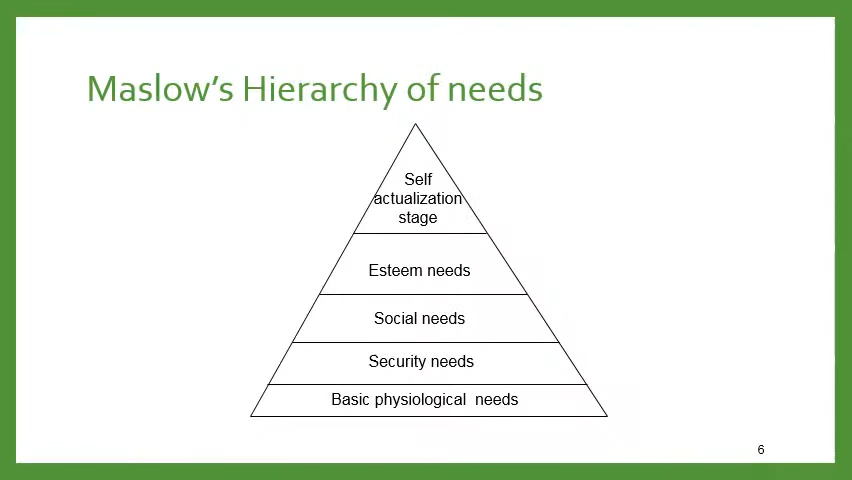 Maslow's Hierarchy of needs
Self
actualization
stage
Esteem needs
Social needs
Security needs
Basic physiological needs
6